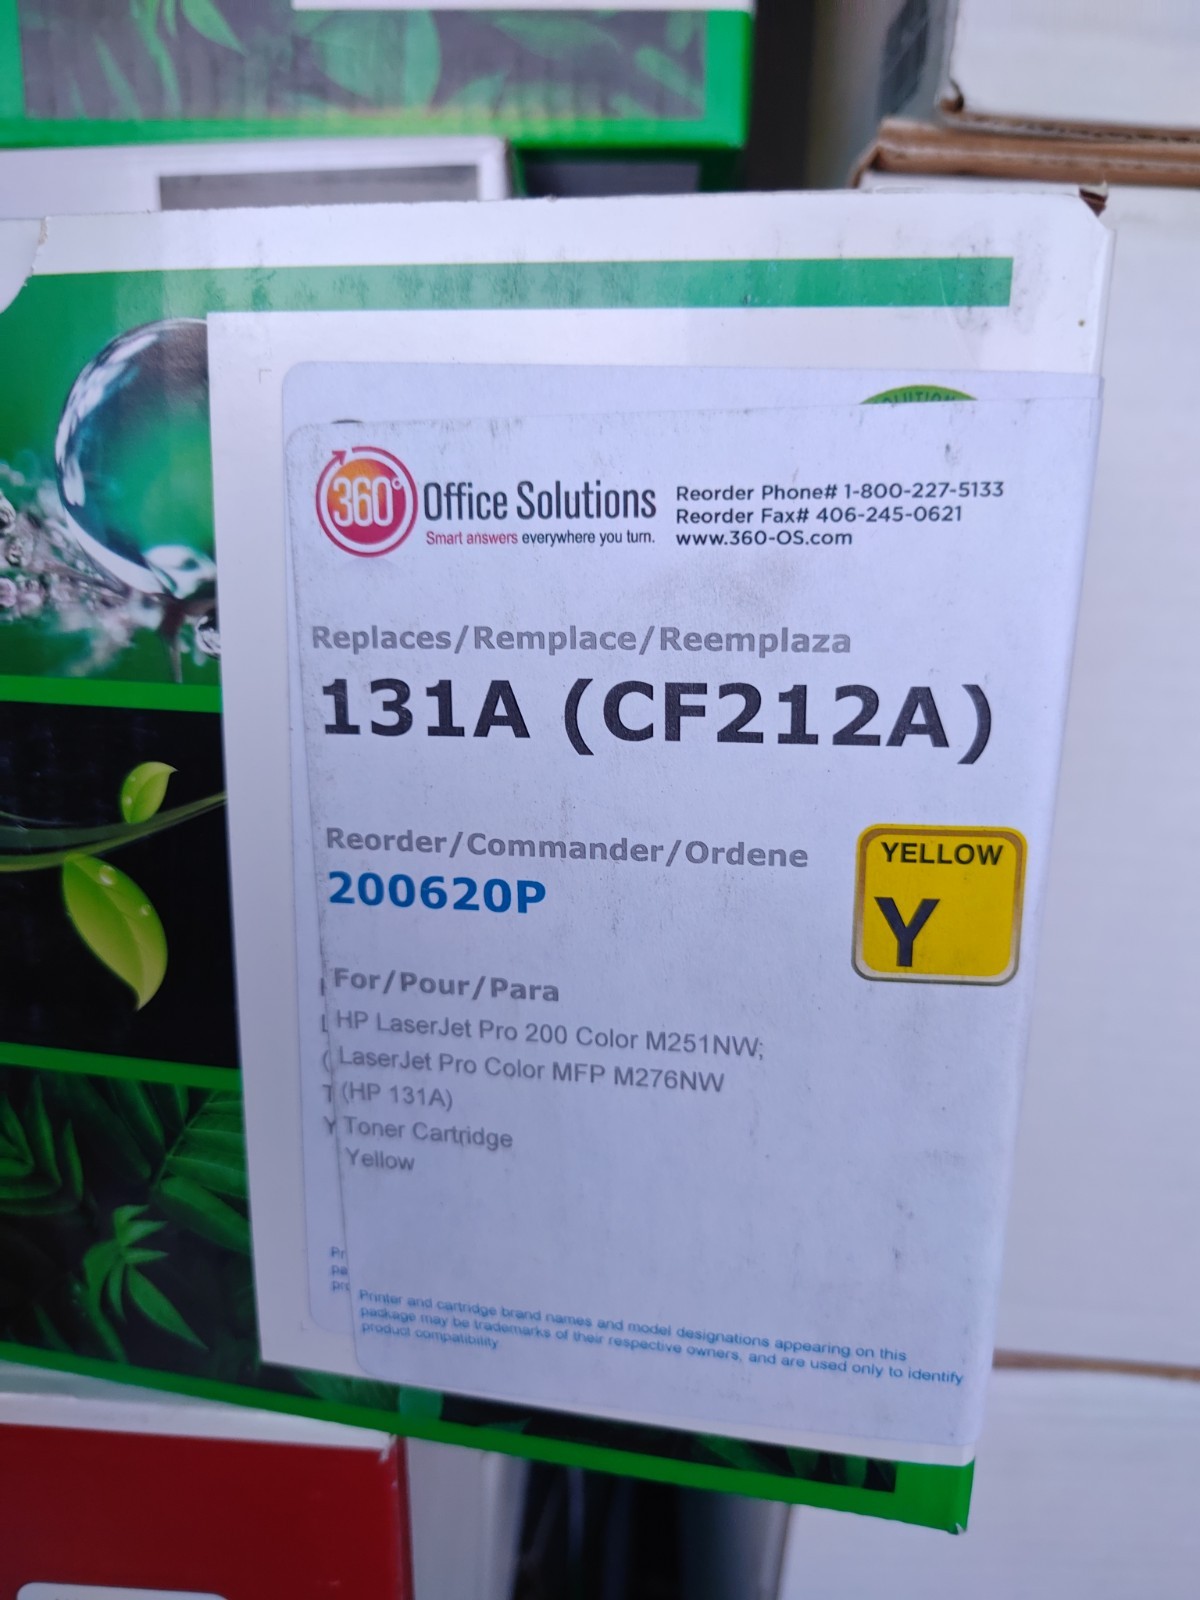 SOLUTION
360° Office Solutions
Smart answers everywhere you turn.
Reorder Phone# 1-800-227-5133
Reorder Fax# 406-245-0621
www.360-OS.com
Replaces/Remplace/Reemplaza
131A (CF212A)
Reorder/Commander/Ordene
200620P
YELLOW
Y
For/Pour/Para
HP LaserJet Pro 200 Color M251NW;
LaserJet Pro Color MFP M276NW
(HP 131A)
Toner Cartridge
Yellow
Printer and cartridge brand names and model designations appearing on this
package may be trademarks of their respective owners, and are used only to identify
product compatibility